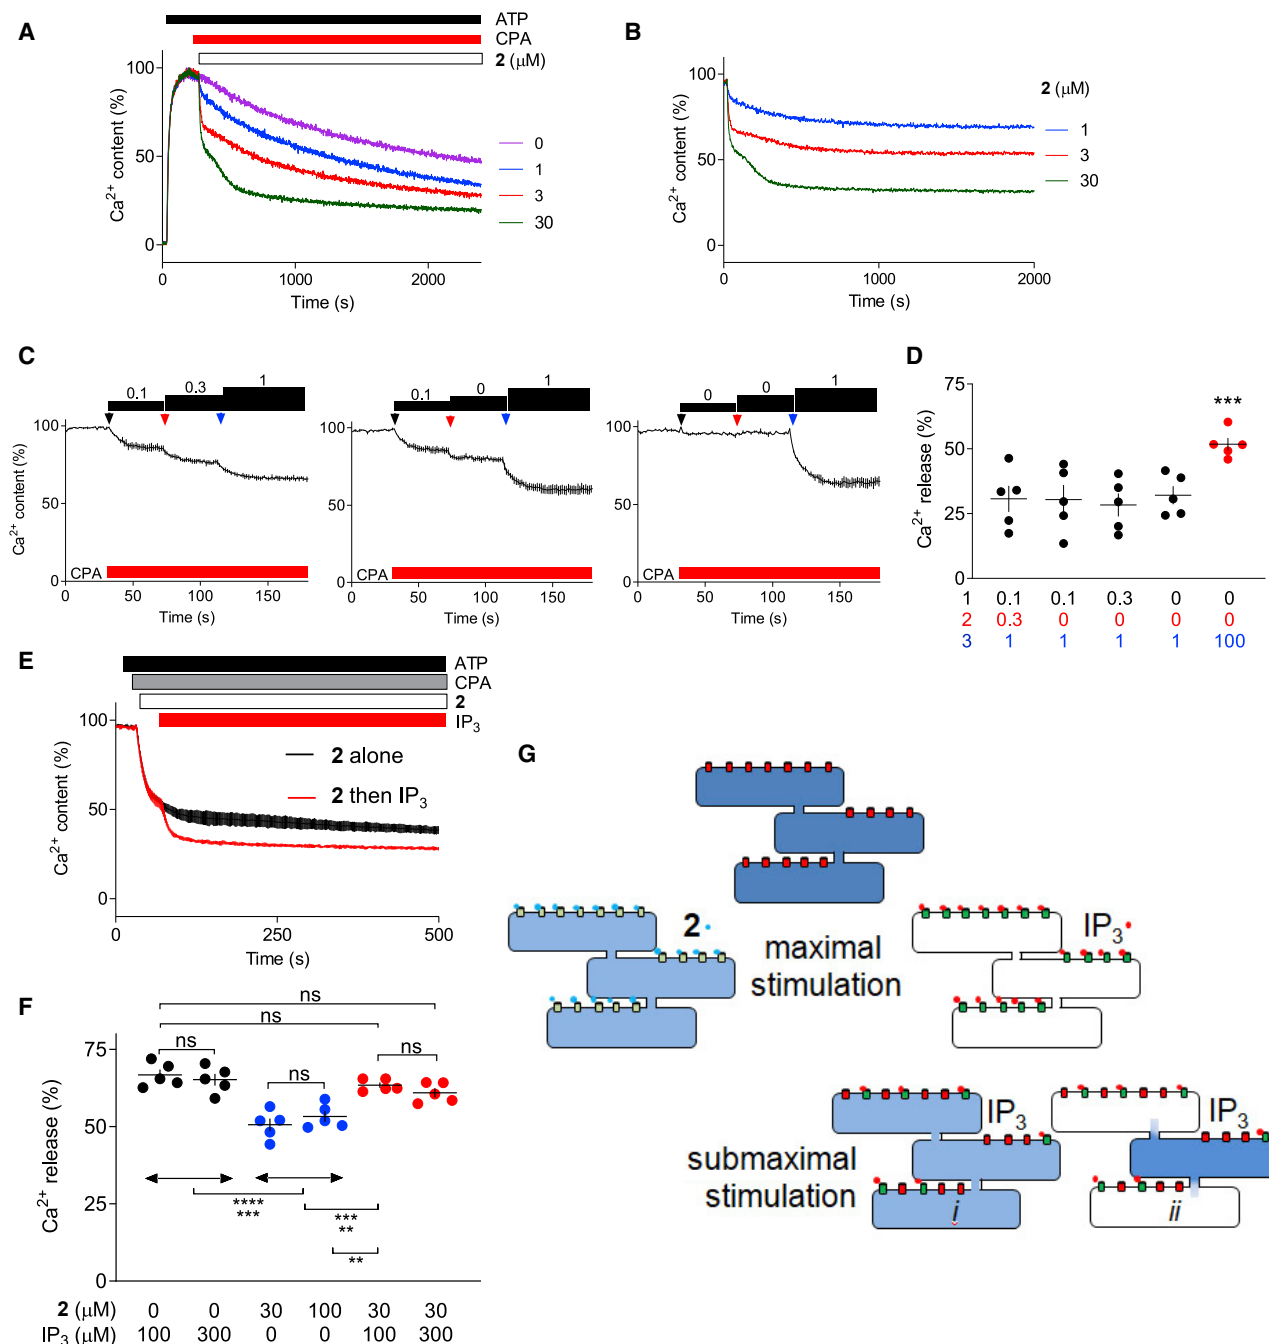 A
ATP
CPA
2 (µM)
Ca2+ content (%)
100
50
0
0
1000
2000
Time (s)
0
1
3
30
B
2 (µM)
Ca2+ content (%)
100
50
0
0
1000
2000
Time (s)
1
3
30
C
0.1
0.3
1
Ca2+ content (%)
100
50
0
CPA
0
50
100
150
Time (s)
0.1
0
1
100
50
0
CPA
0
50
100
150
Time (s)
0
0
1
100
50
0
CPA
0
50
100
150
Time (s)
D
Ca2+ release (%)
75
50
25
0
***
1 0.1 0.1 0.3 0 0
2 0.3 0 0 0 0
3 1 1 1 1 100
E
ATP
CPA
2
IP3
Ca2+ content (%)
100
50
0
2 alone
2 then IP3
0
250
500
Time (s)
F
ns
ns
ns
ns
ns
Ca2+ release (%)
75
50
25
0
****
***
***
**
**
2 (µM) 0 0 30 100 30 30
IP3 (µM) 100 300 0 0 100 300
G
2
maximal
stimulation
IP3
submaximal
stimulation
IP3
i
IP3
ii